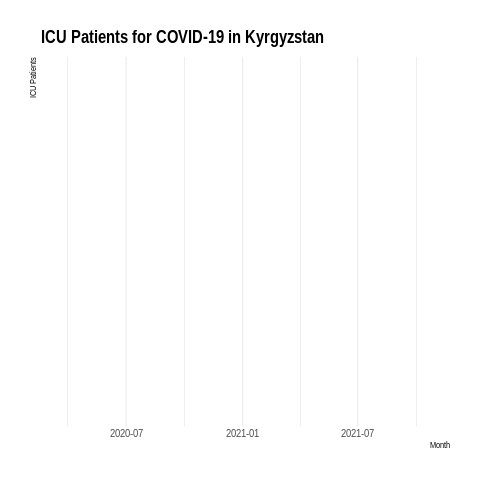 ICU Patients for COVID-19 in Kyrgyzstan
ICU Patients
2020-07
2021-01
2021-07
Month